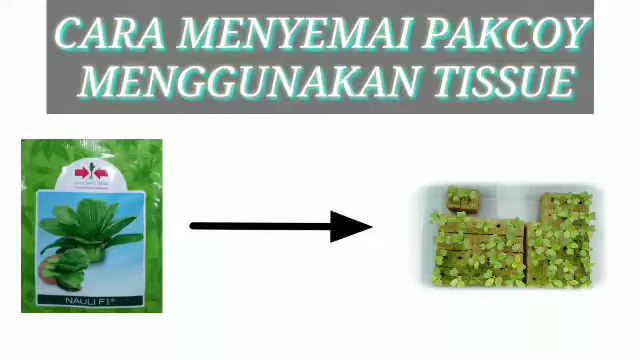 CARA MENYEMAI PAKCOY
MENGGUNAKAN TISSUE
NAULI F1